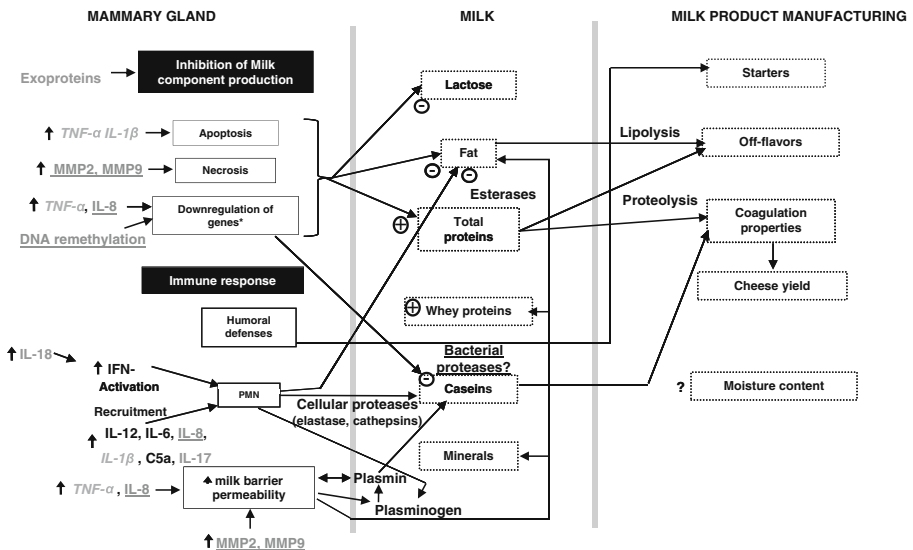 MAMMARY GLAND
MILK
MILK PRODUCT MANUFACTURING
Exoproteins
Inhibition of Milk
component production
Lactose
Starters
TNF-α IL-1β
Apoptosis
MMP2, MMP9
Necrosis
Fat
Lipolysis
Off-flavors
TNF-α, IL-8
Downregulation of
genes*
DNA remethylation
Esterases
Total
proteins
Proteolysis
Coagulation
properties
Cheese yield
Immune response
Humoral
defenses
Whey proteins
IL-18
IFN-
Activation
PMN
Recruitment
IL-12, IL-6, IL-8,
IL-1β , C5a, IL-17
Bacterial
proteases?
Caseins
Cellular proteases
(elastase, cathepsins)
? Moisture content
Minerals
TNF-α , IL-8
milk barrier
permeability
Plasmin
Plasminogen
MMP2, MMP9